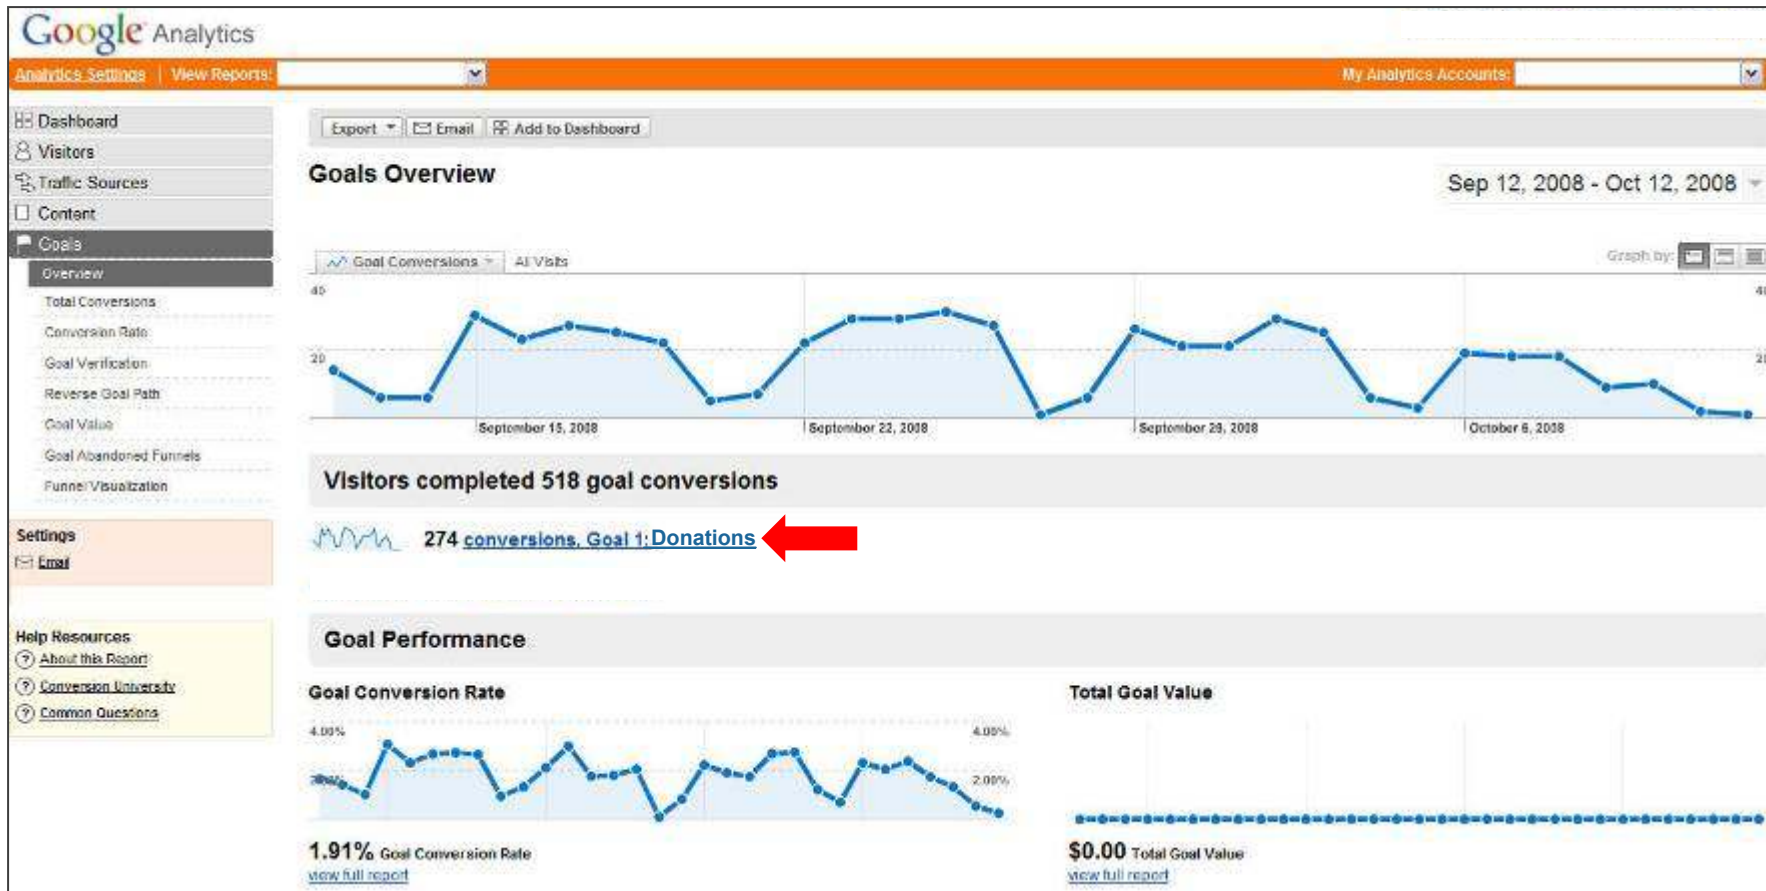 Google Analytics
Analytics Settings | View Reports:
My Analytics Accounts:
Dashboard
Visitors
Traffic Sources
Content
Goals
Overview
Total Conversions
Conversion Rate
Goal Verification
Reverse Goal Path
Goal Value
Goal Abandoned Funnels
Funnel Visualization
Settings
Email
Help Resources
About this Report
Conversion University
Common Questions
Export Email Add to Dashboard
Goals Overview
Sep 12, 2008 - Oct 12, 2008
Goal Conversions All Visits
Graph by:
40 40
20 20
September 15, 2008 September 22, 2008 September 29, 2008 October 6, 2008
Visitors completed 518 goal conversions
274 conversions, Goal 1: Donations
Goal Performance
Goal Conversion Rate
4.00% 4.00%
2.00%
1.91% Goal Conversion Rate
view full report
Total Goal Value
$0.00 Total Goal Value
view full report